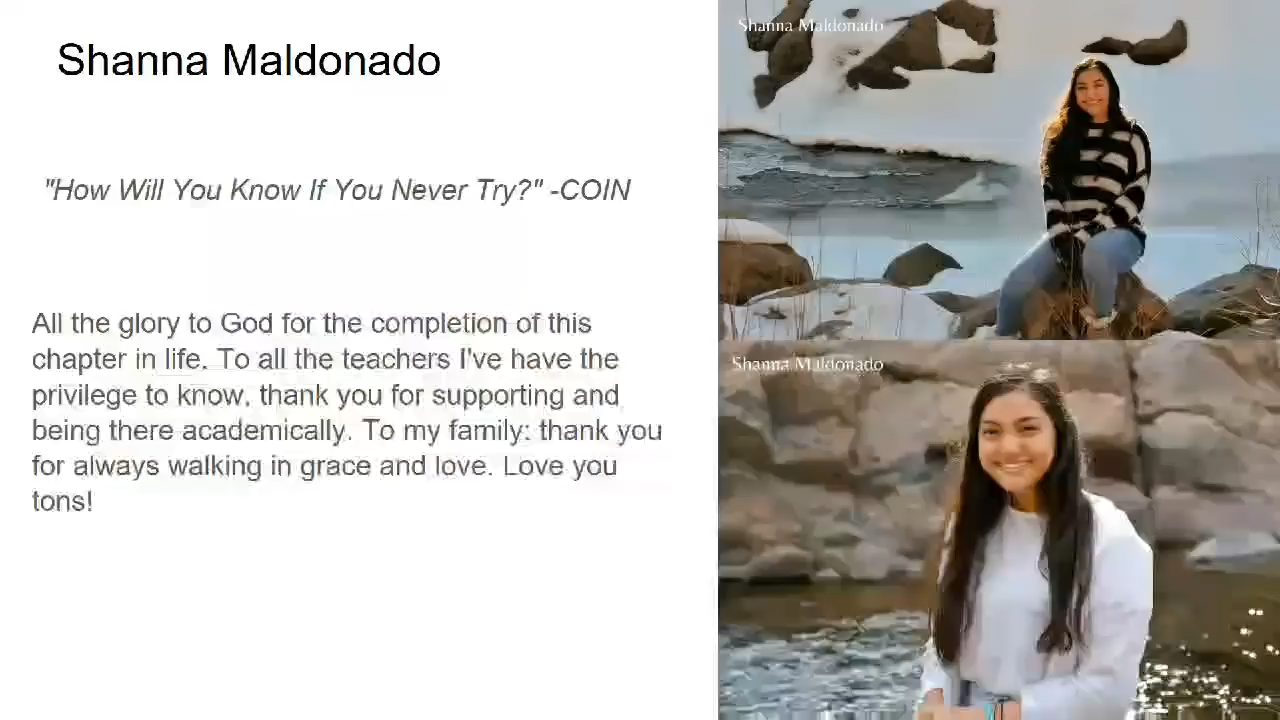 Shanna Maldonado
"How Will You Know If You Never Try?" -COIN
All the glory to God for the completion of this
chapter in life. To all the teachers I've have the
privilege to know, thank you for supporting and
being there academically. To my family: thank you
for always walking in grace and love. Love you
tons!
Shanna Maldonado
Shanna Maldonado